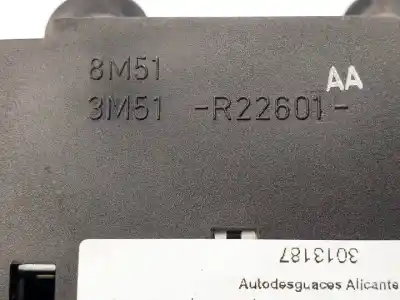 8M51
3M51 -R22601- AA
3013187
Autodesguaces Alicante